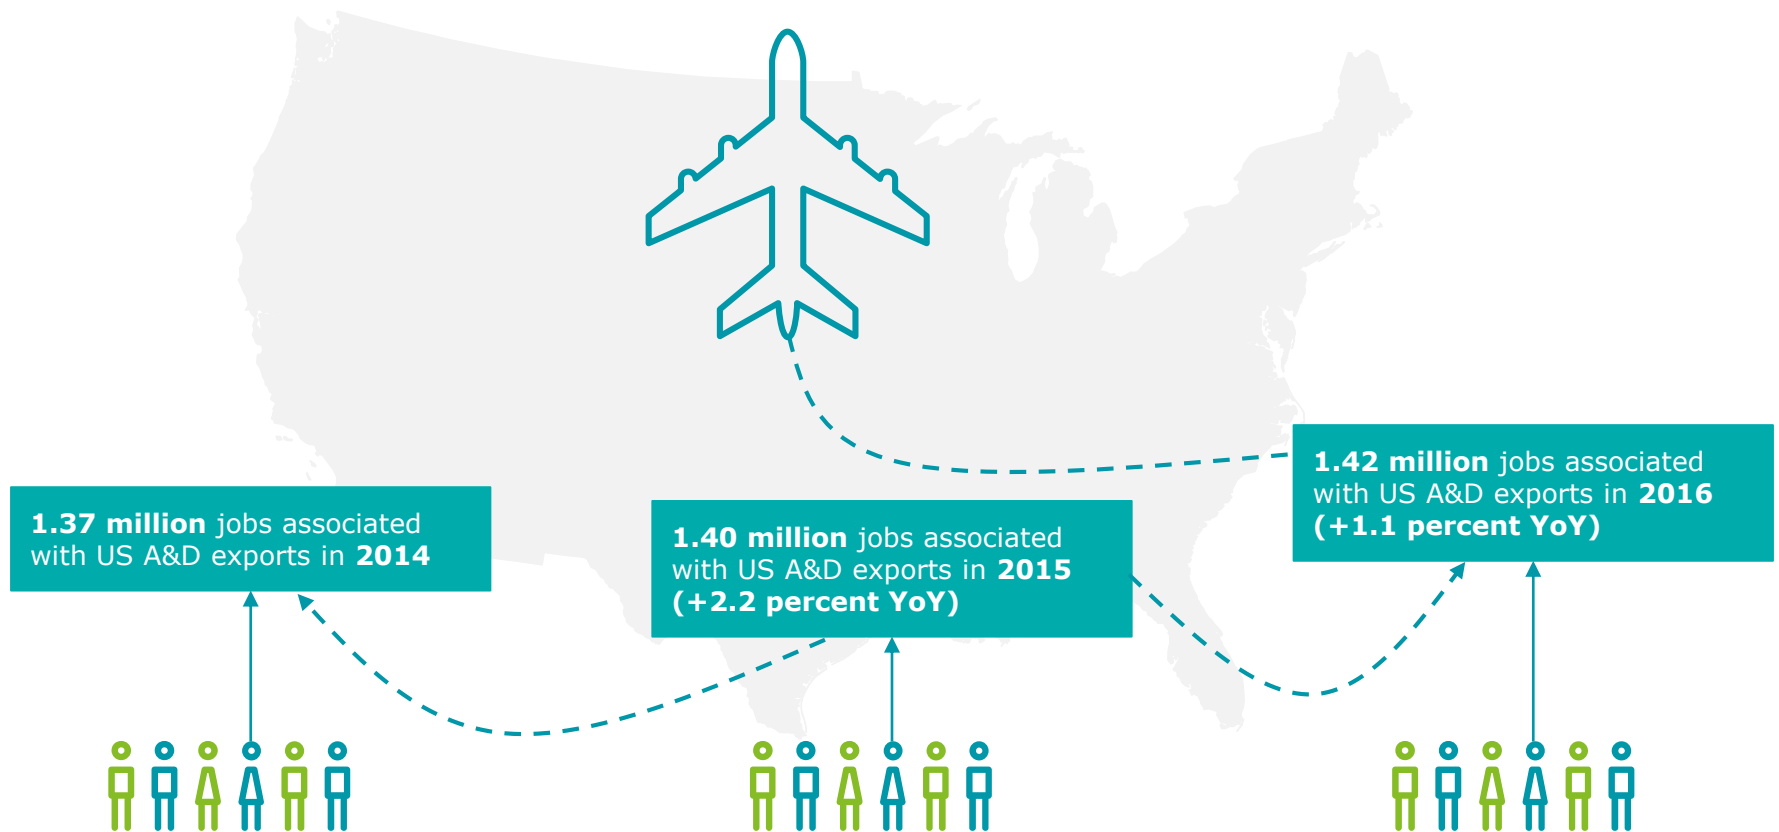 1.37 million jobs associated
with US A&D exports in 2014
1.40 million jobs associated
with US A&D exports in 2015
(+2.2 percent YoY)
1.42 million jobs associated
with US A&D exports in 2016
(+1.1 percent YoY)